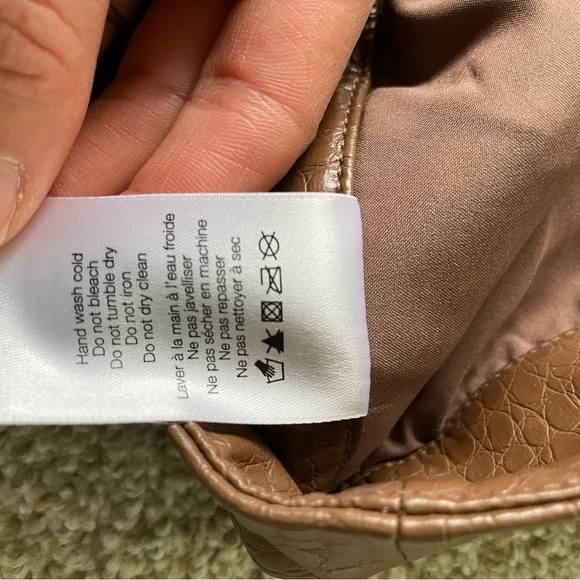 Hand wash cold
Do not bleach
Do not tumble dry
Do not iron
Do not dry clean
Laver à la main à l'eau froide
Ne pas javelliser
Ne pas sécher en machine
Ne pas repasser
Ne pas nettoyer à sec